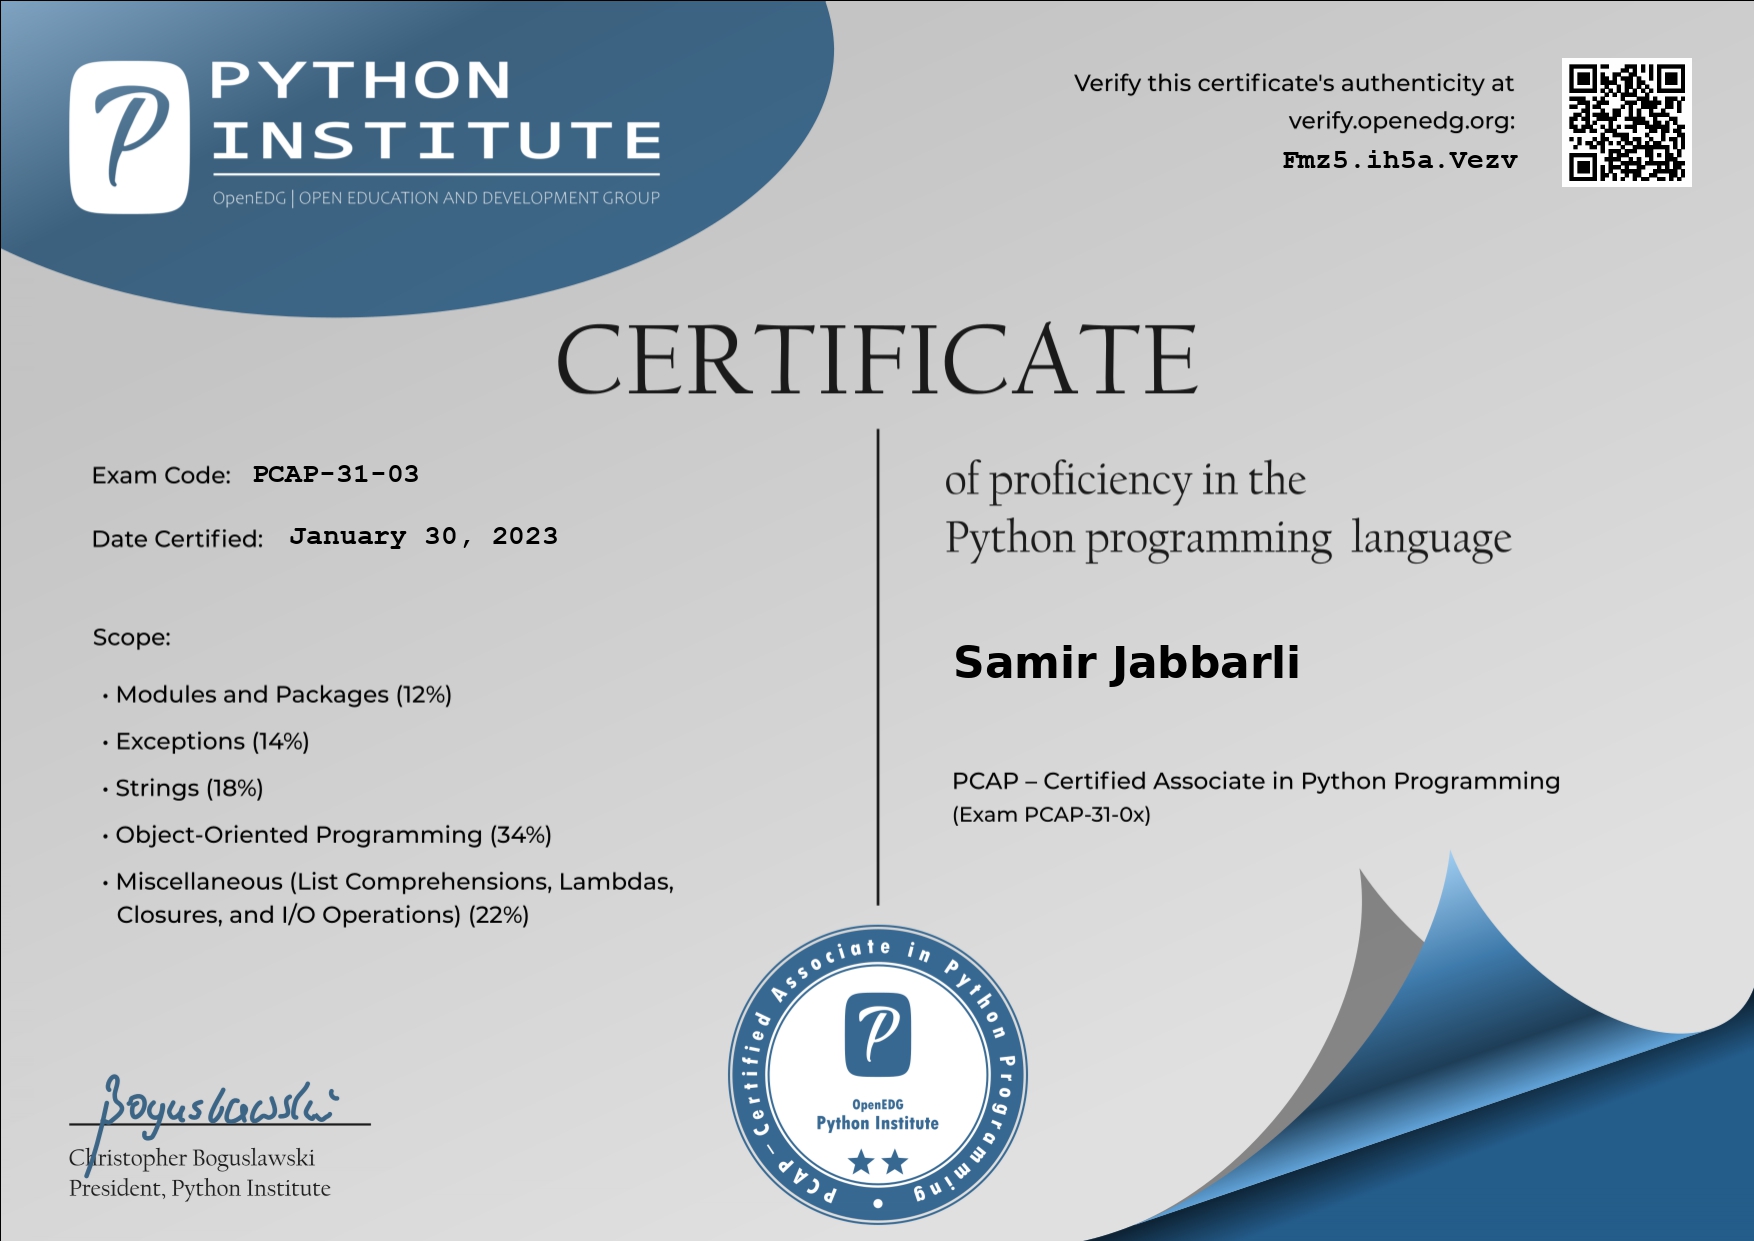 PYTHON
INSTITUTE
OpenEDG | OPEN EDUCATION AND DEVELOPMENT GROUP
Verify this certificate's authenticity at
verify.openedg.org:
Fmz5.ih5a.Vezv
CERTIFICATE
Exam Code: PCAP-31-03
Date Certified: January 30, 2023
Scope:
• Modules and Packages (12%)
• Exceptions (14%)
• Strings (18%)
• Object-Oriented Programming (34%)
• Miscellaneous (List Comprehensions, Lambdas,
Closures, and I/O Operations) (22%)
of proficiency in the
Python programming language
Samir Jabbarli
PCAP – Certified Associate in Python Programming
(Exam PCAP-31-0x)
Boguslawski
Christopher Boguslawski
President, Python Institute
PCAP – Certified Associate in Python Programming •
OpenEDG
Python Institute